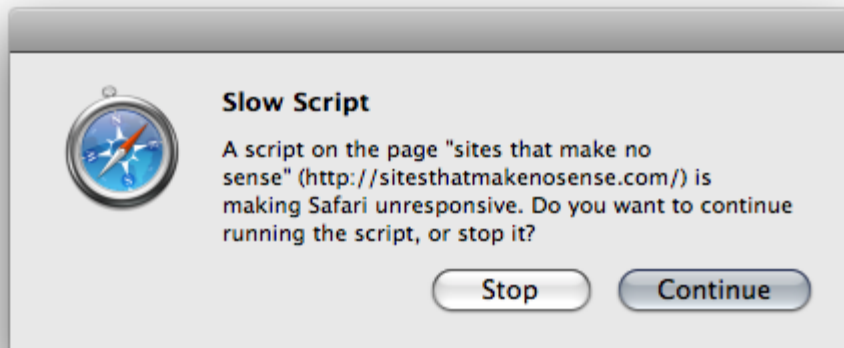 Slow Script
A script on the page "sites that make no
sense" (http://sitesthatmakenosense.com/) is
making Safari unresponsive. Do you want to continue
running the script, or stop it?
Stop Continue